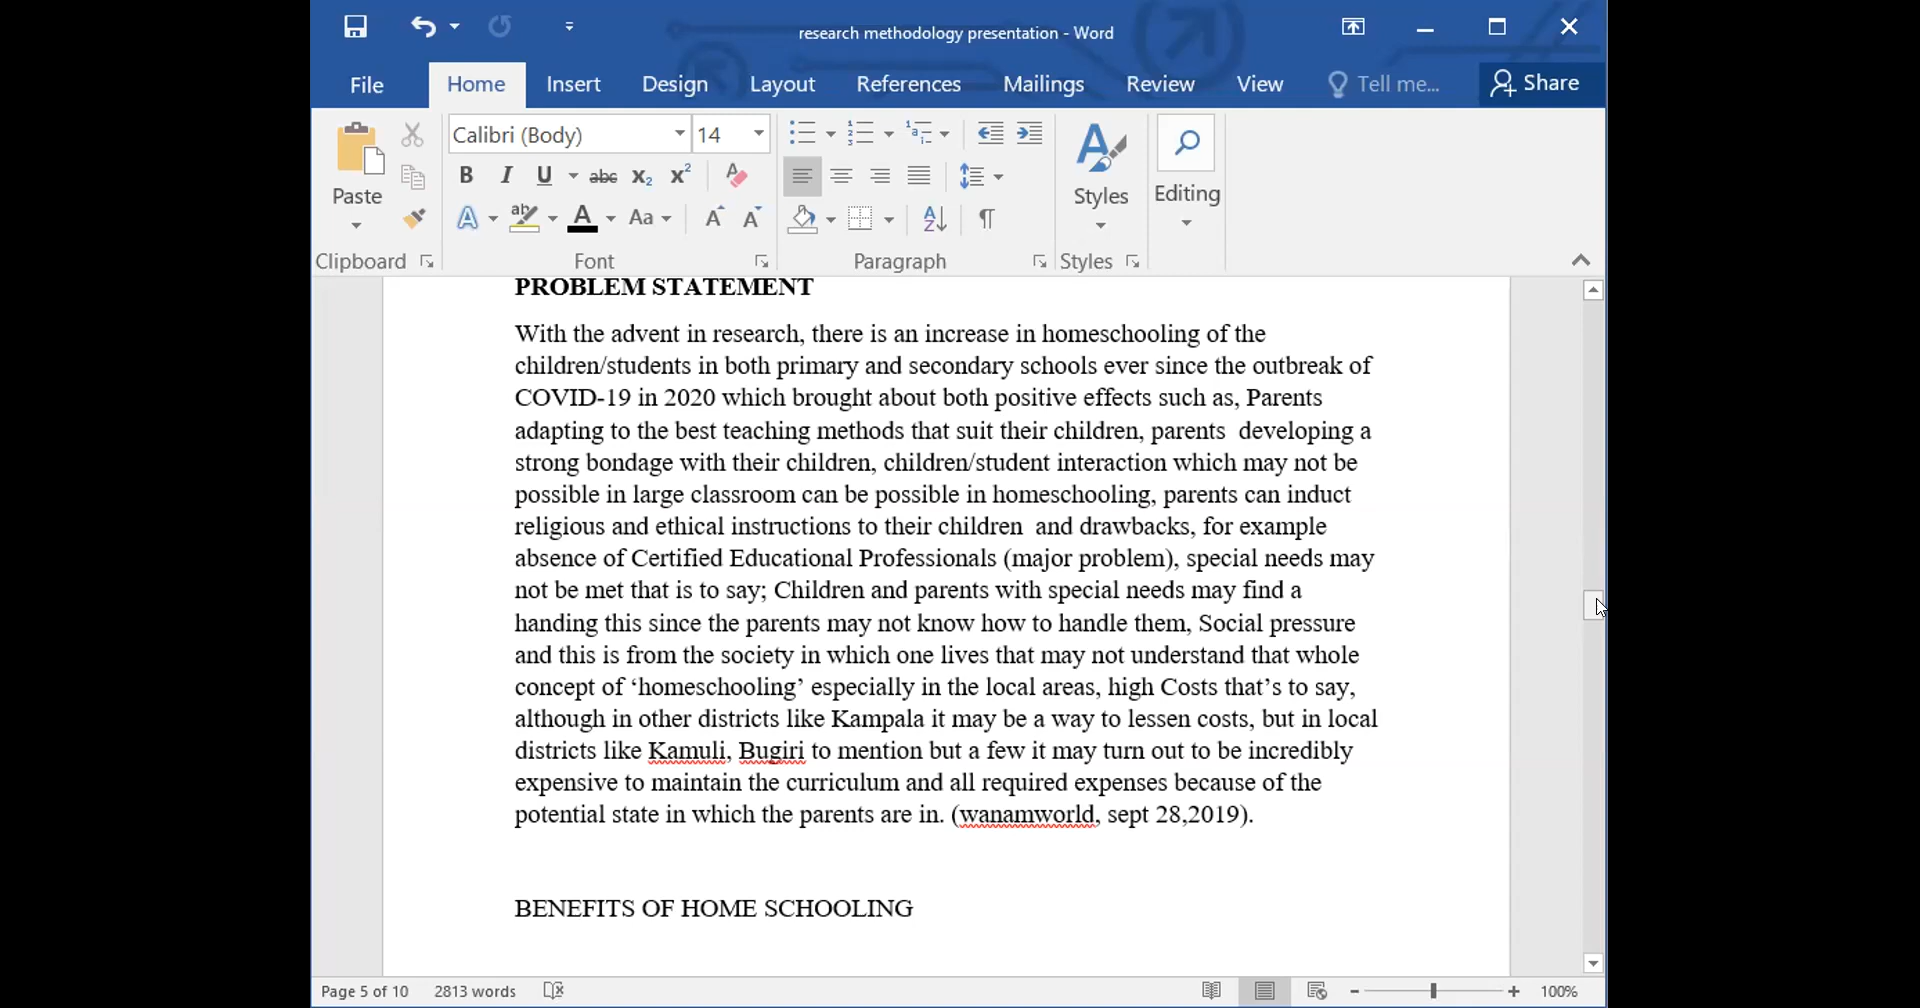 research methodology presentation - Word
File Home Insert Design Layout References Mailings Review View Tell me... Share
Calibri (Body) 14
Paste
Styles
Editing
Clipboard Font Paragraph Styles
PROBLEM STATEMENT
With the advent in research, there is an increase in homeschooling of the
children/students in both primary and secondary schools ever since the outbreak of
COVID-19 in 2020 which brought about both positive effects such as, Parents
adapting to the best teaching methods that suit their children, parents  developing a
strong bondage with their children, children/student interaction which may not be
possible in large classroom can be possible in homeschooling, parents can induct
religious and ethical instructions to their children  and drawbacks, for example
absence of Certified Educational Professionals (major problem), special needs may
not be met that is to say; Children and parents with special needs may find a
handing this since the parents may not know how to handle them, Social pressure
and this is from the society in which one lives that may not understand that whole
concept of ‘homeschooling’ especially in the local areas, high Costs that’s to say,
although in other districts like Kampala it may be a way to lessen costs, but in local
districts like Kamuli, Bugiri to mention but a few it may turn out to be incredibly
expensive to maintain the curriculum and all required expenses because of the
potential state in which the parents are in. (wanamworld, sept 28,2019).
BENEFITS OF HOME SCHOOLING
Page 5 of 10 2813 words 100%